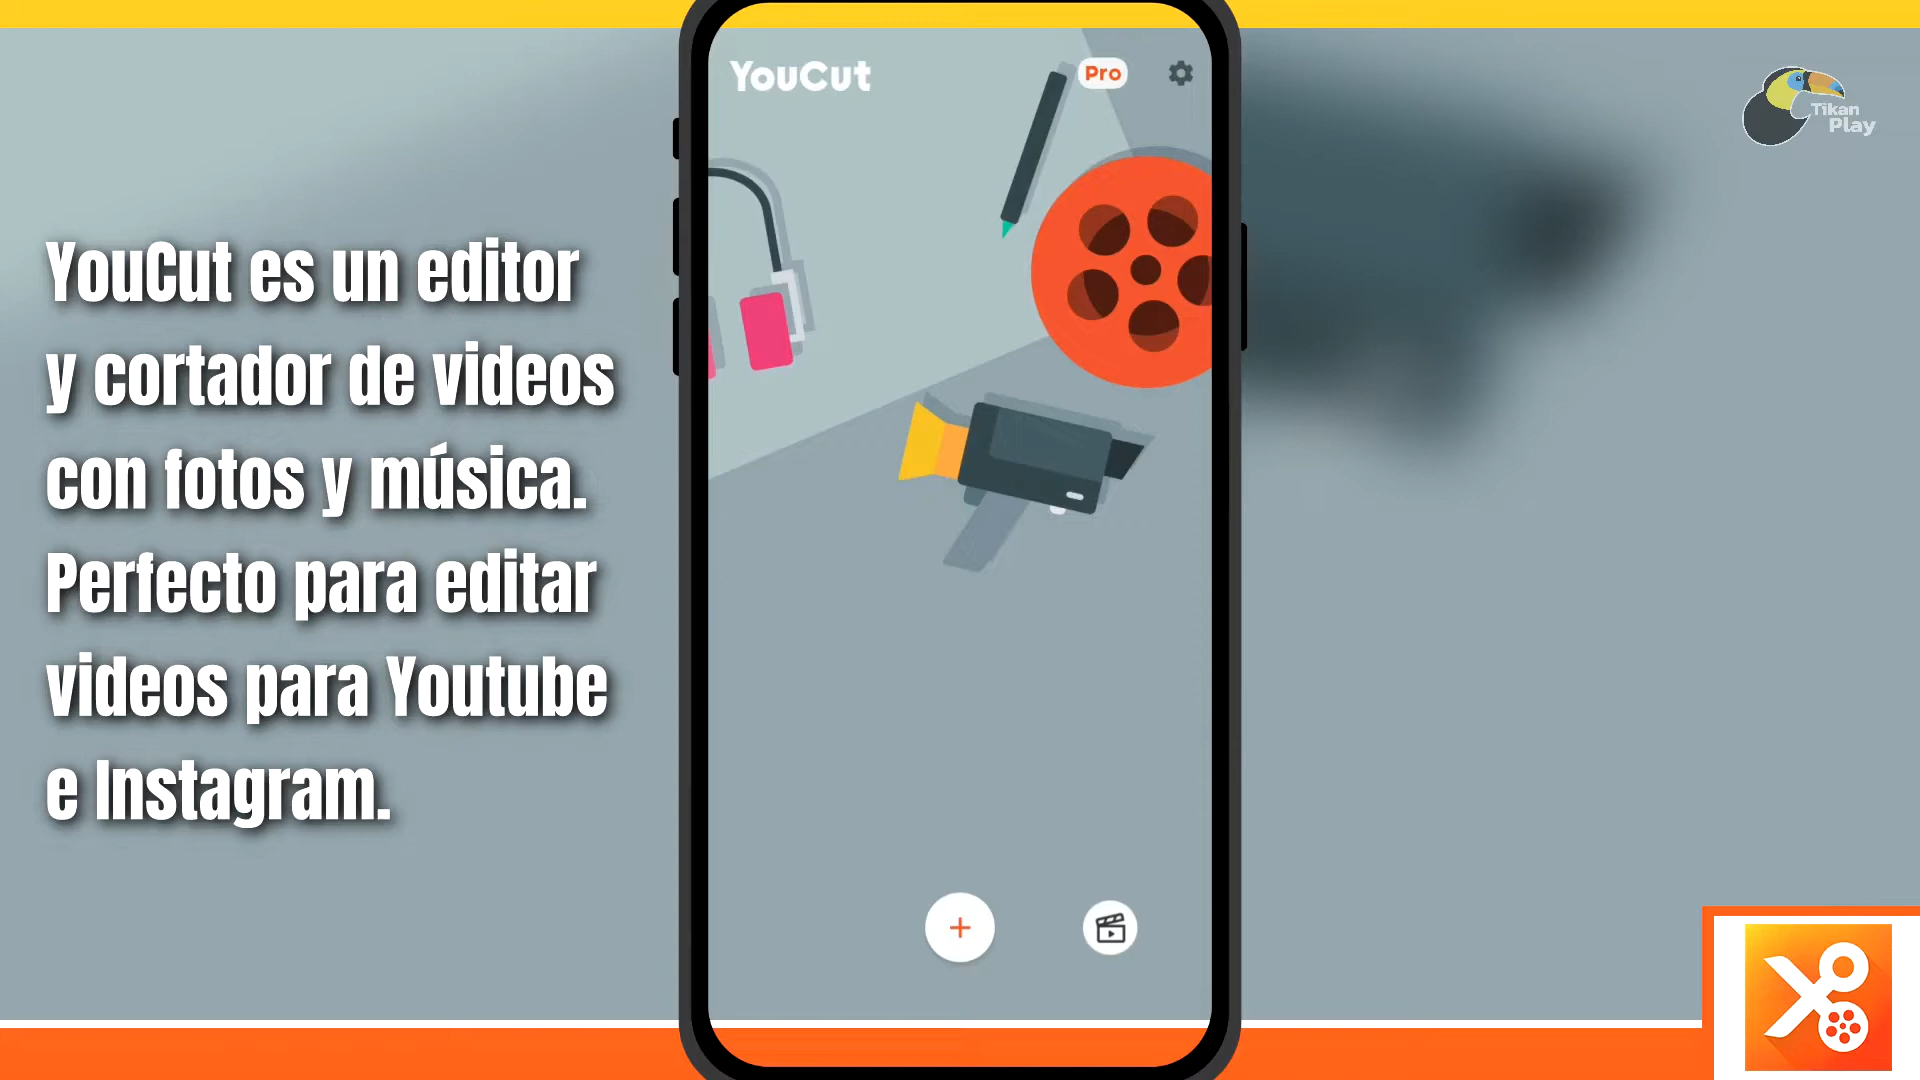 YouCut
Pro
Tikan
Play
YouCut es un editor
y cortador de videos
con fotos y música.
Perfecto para editar
videos para Youtube
e Instagram.